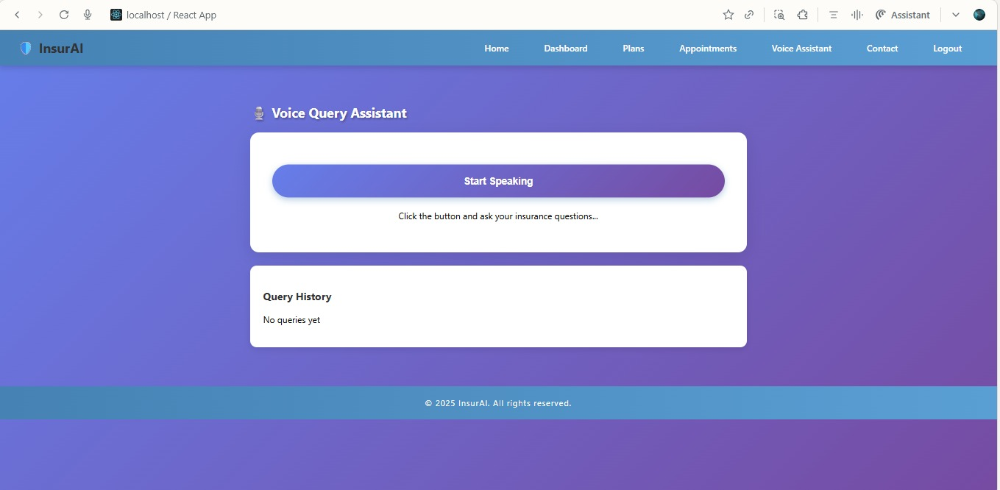 localhost / React App
Assistant
InsurAI
Home
Dashboard
Plans
Appointments
Voice Assistant
Contact
Logout
Voice Query Assistant
Start Speaking
Click the button and ask your insurance questions...
Query History
No queries yet
© 2025 InsurAI. All rights reserved.